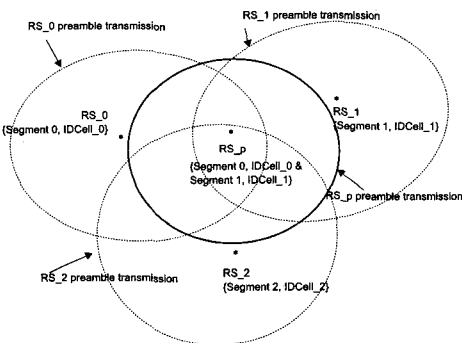 RS_0 preamble transmission
RS_1 preamble transmission
RS_0
{Segment 0, IDCell_0}
RS_1
{Segment 1, IDCell_1}
RS_p
{Segment 0, IDCell_0 &
Segment 1, IDCell_1}
RS_p preamble transmission
RS_2 preamble transmission
RS_2
{Segment 2, IDCell_2}